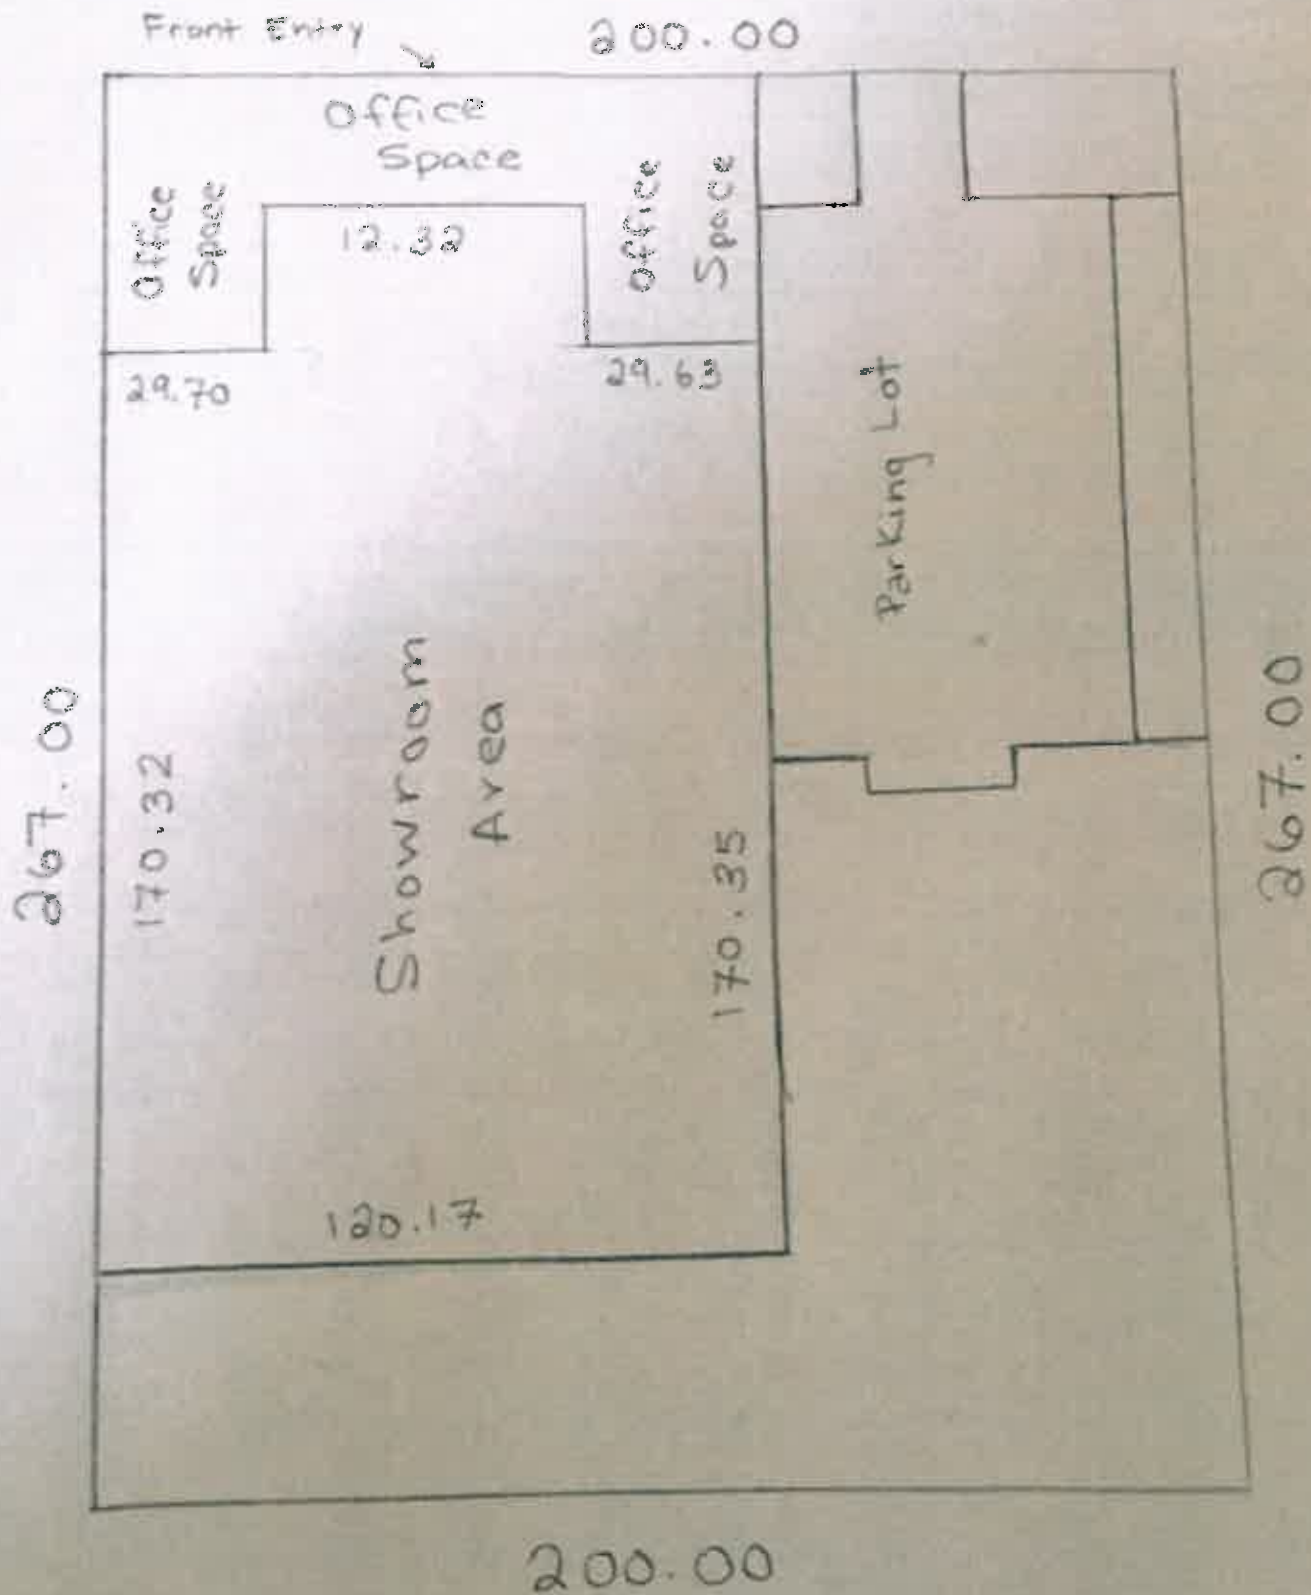 Front Entry
200.00
Office
Space
Office
Space
12.32
Office
Space
29.70
29.63
Parking Lot
267.00
170.32
Showroom
Area
170.35
267.00
120.17
200.00